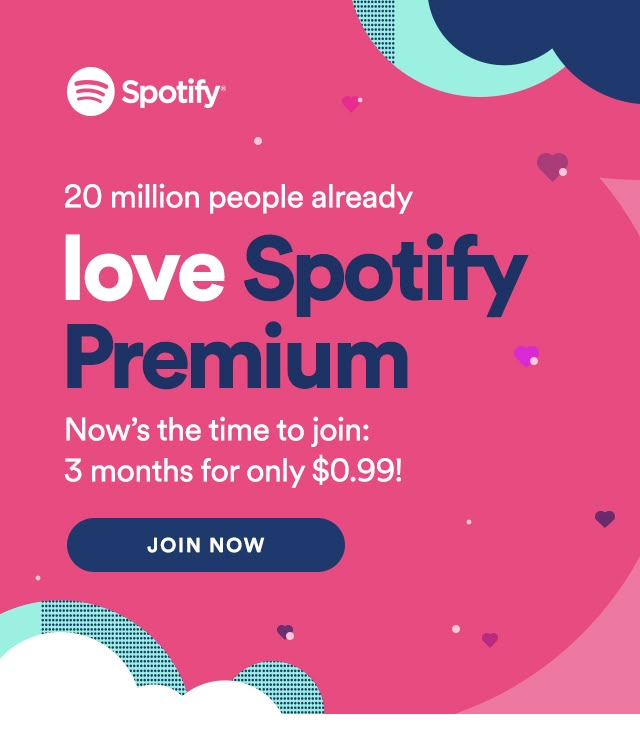 Spotify®
20 million people already
love Spotify
Premium
Now’s the time to join:
3 months for only $0.99!
JOIN NOW